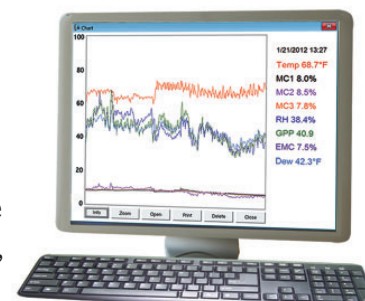 Chart
100
80
60
40
20
0
1/21/2012 13:27
Temp 68.7°F
MC1 8.0%
MC2 8.5%
MC3 7.8%
RH 38.4%
GPP 40.9
EMC 7.5%
Dew 42.3°F
Info Zoom Open Print Delete Close
e
,